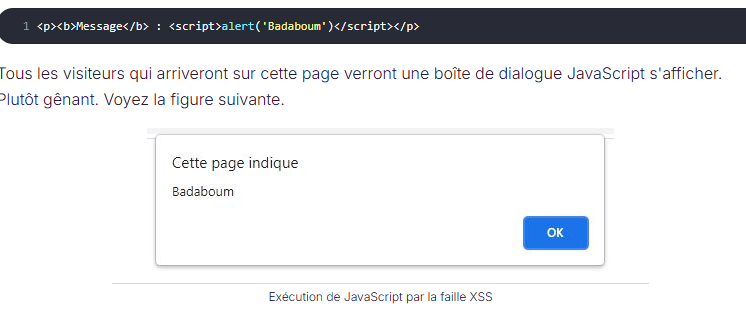 1 <p><b>Message</b> : <script>alert('Badaboum')</script></p>
Tous les visiteurs qui arriveront sur cette page verront une boîte de dialogue JavaScript s'afficher.
Plutôt gênant. Voyez la figure suivante.
Cette page indique
Badaboum
OK
Exécution de JavaScript par la faille XSS